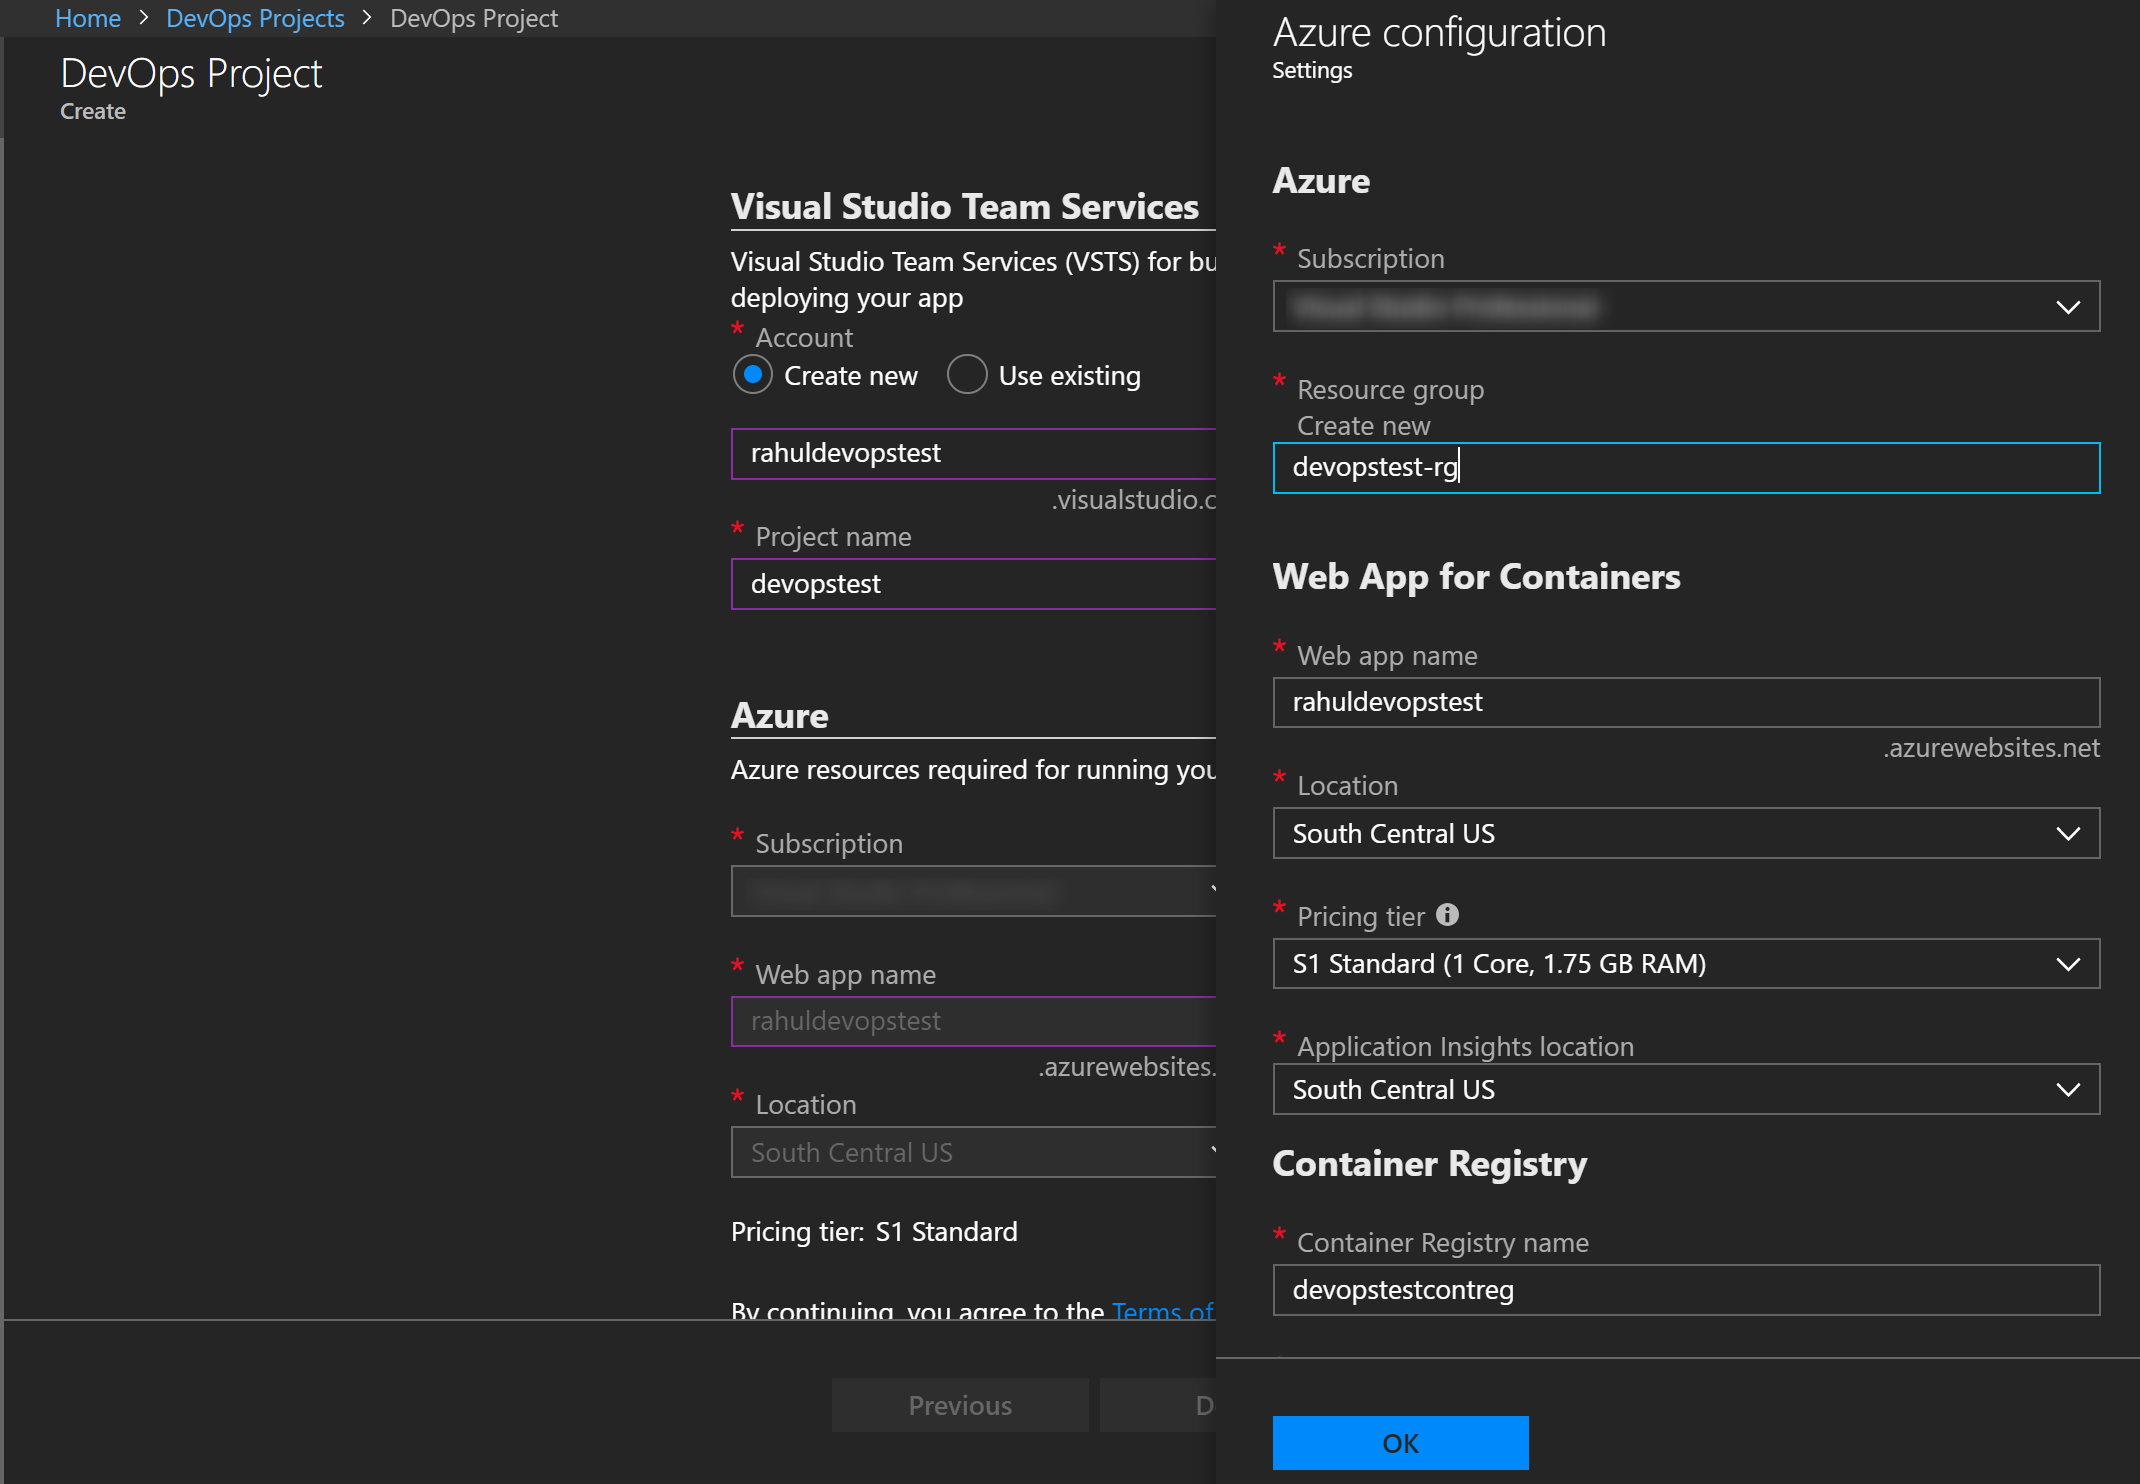 Home > DevOps Projects > DevOps Project
DevOps Project
Create
Visual Studio Team Services
Visual Studio Team Services (VSTS) for bu
deploying your app
* Account
Create new
Use existing
rahuldevopstest
.visualstudio.c
* Project name
devopstest
Azure
Azure resources required for running you
* Subscription
* Web app name
rahuldevopstest
.azurewebsites.
* Location
South Central US
Pricing tier: S1 Standard
By continuing, you agree to the Terms of
Previous
D
Azure configuration
Settings
Azure
* Subscription
* Resource group
Create new
devopstest-rg
Web App for Containers
* Web app name
rahuldevopstest
.azurewebsites.net
* Location
South Central US
* Pricing tier
S1 Standard (1 Core, 1.75 GB RAM)
* Application Insights location
South Central US
Container Registry
* Container Registry name
devopstestcontreg
OK